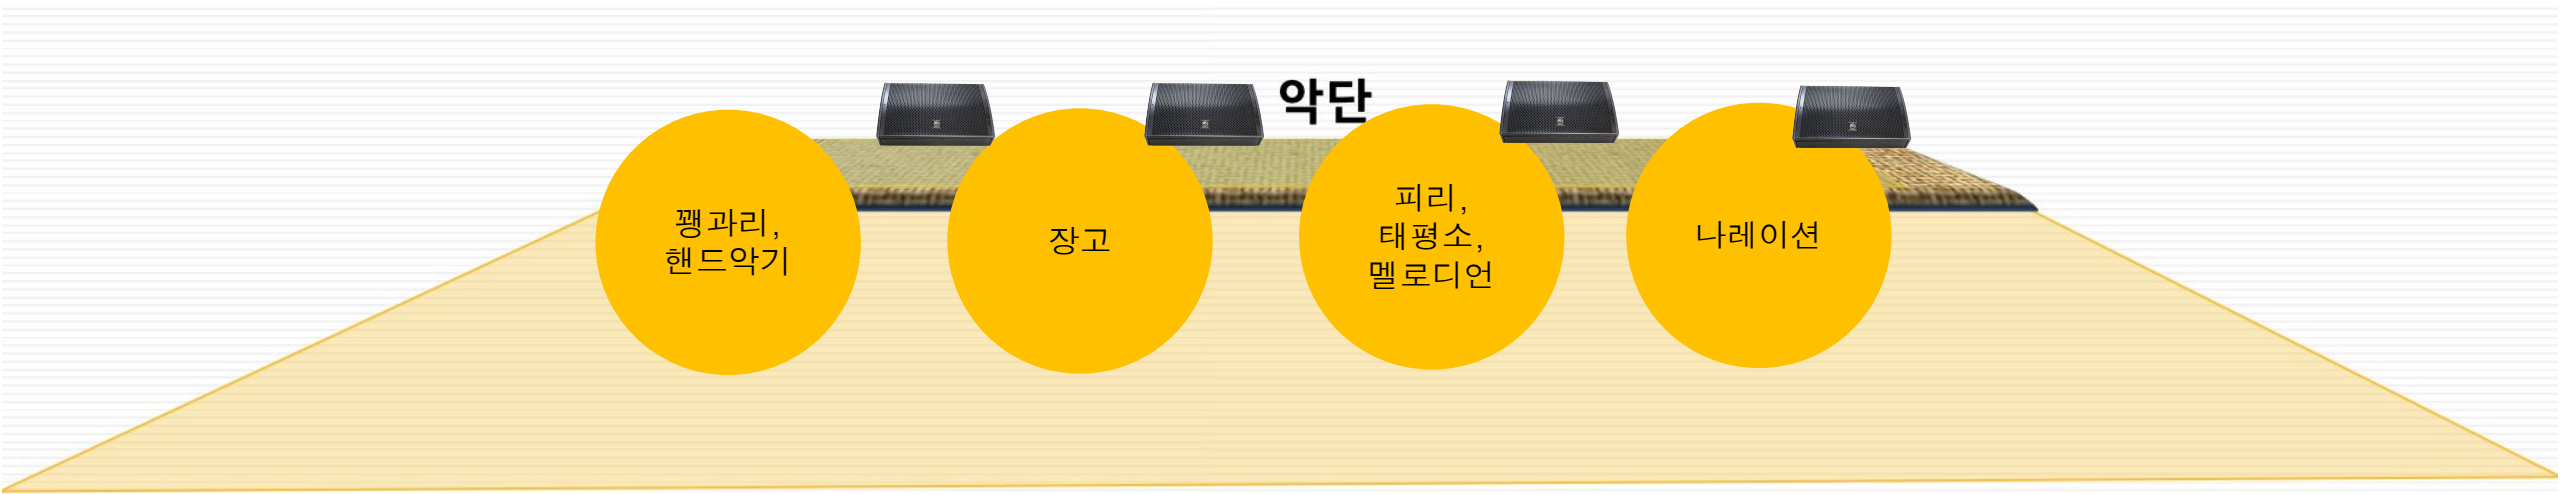 악단
꽹과리,
핸드악기
장고
피리,
태평소,
멜로디언
나레이션